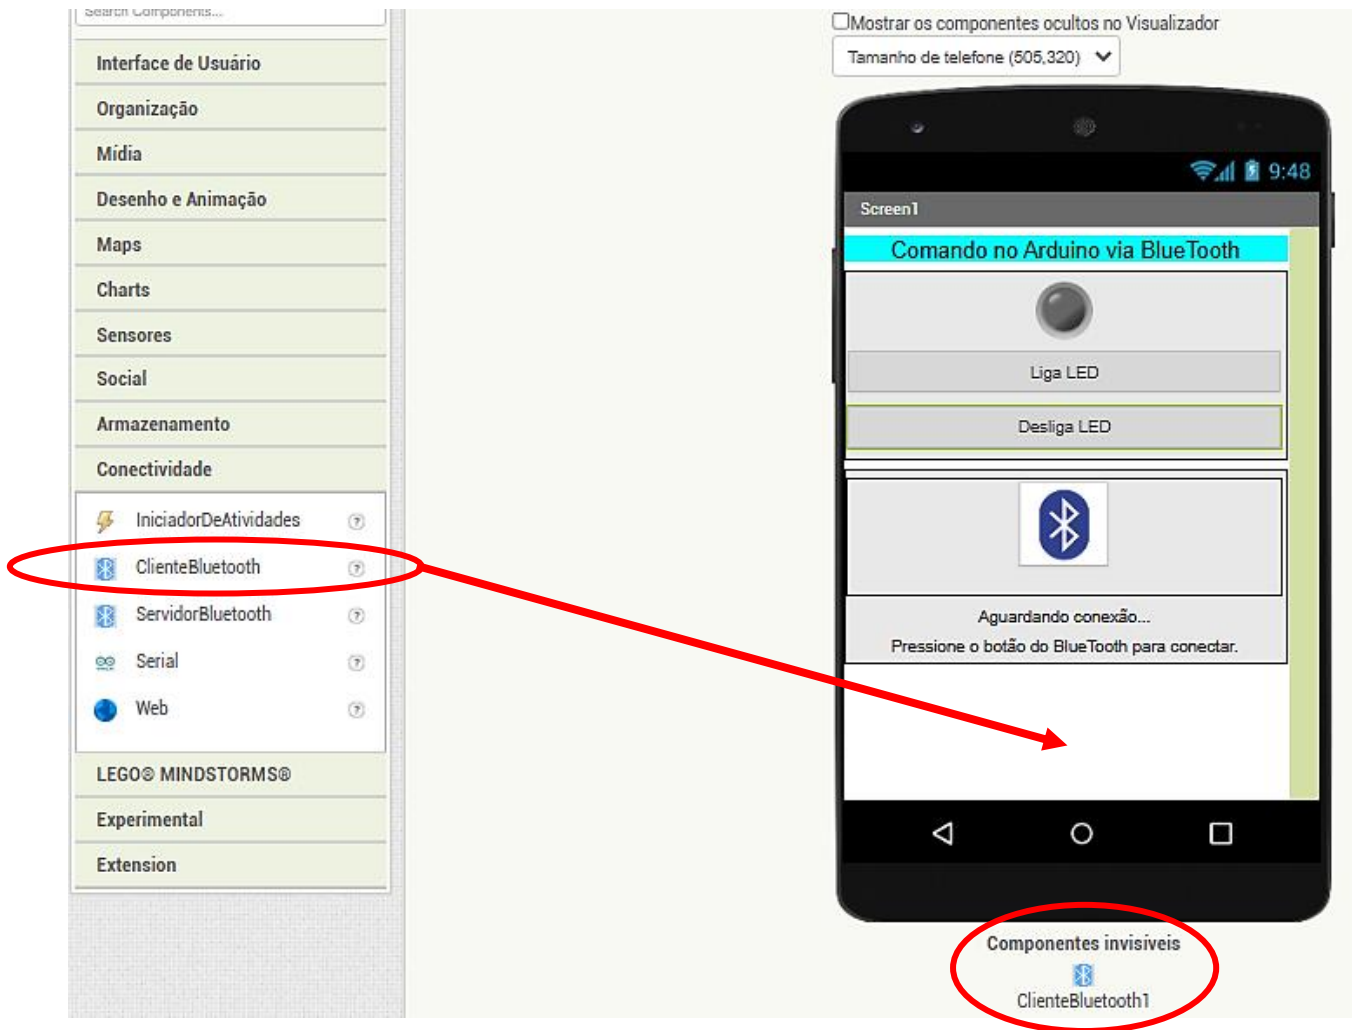 Search Components...
Interface de Usuário
Organização
Mídia
Desenho e Animação
Maps
Charts
Sensores
Social
Armazenamento
Conectividade
IniciadorDeAtividades ?
ClienteBluetooth ?
ServidorBluetooth ?
Serial ?
Web ?
LEGO® MINDSTORMS®
Experimental
Extension
Mostrar os componentes ocultos no Visualizador
Tamanho de telefone (505,320)
9:48
Screen1
Comando no Arduino via BlueTooth
Liga LED
Desliga LED
Aguardando conexão...
Pressione o botão do BlueTooth para conectar.
Componentes invisíveis
ClienteBluetooth1